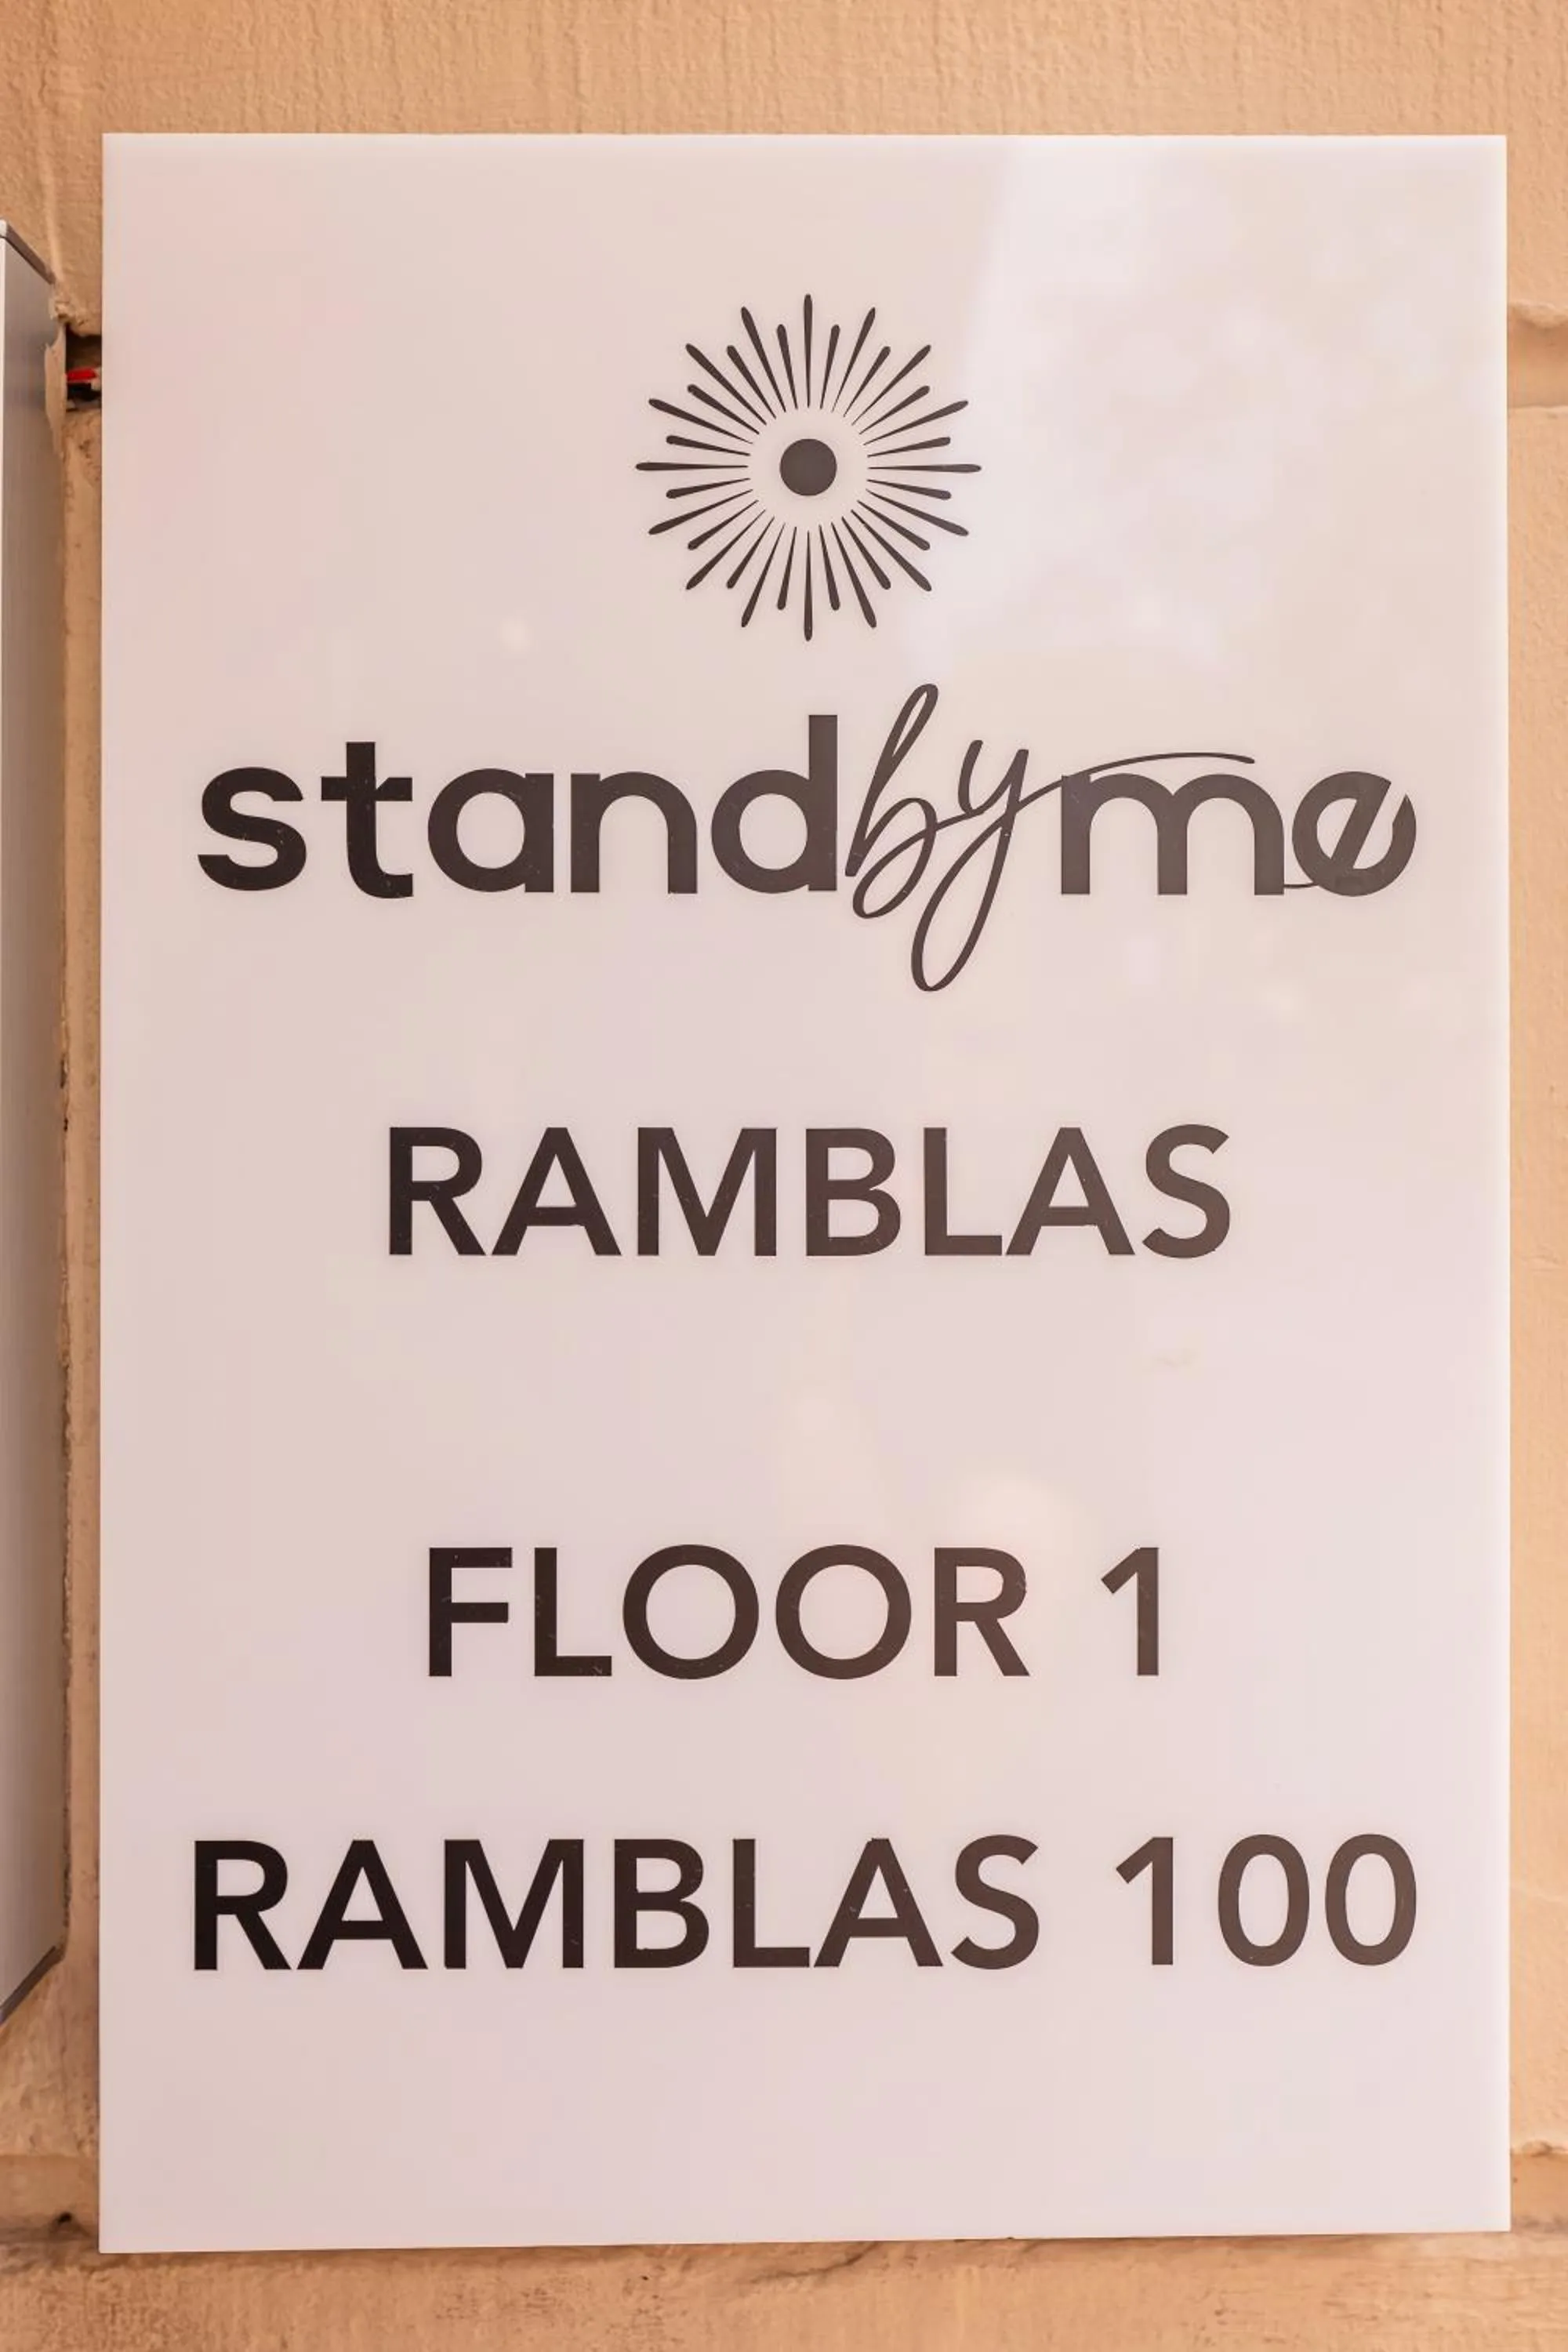 standbyme
RAMBLAS
FLOOR 1
RAMBLAS 100